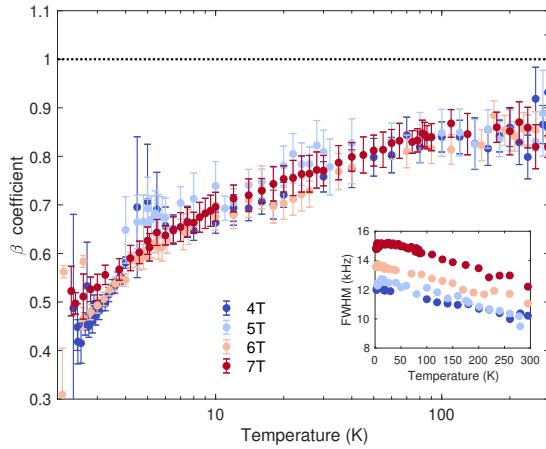 1.1
1
0.9
0.8
0.7
0.6
0.5
0.4
0.3
β coefficient
10
100
Temperature (K)
4T
5T
6T
7T
16
14
12
10
8
FWHM (kHz)
0
50
100
150
200
250
300
Temperature (K)